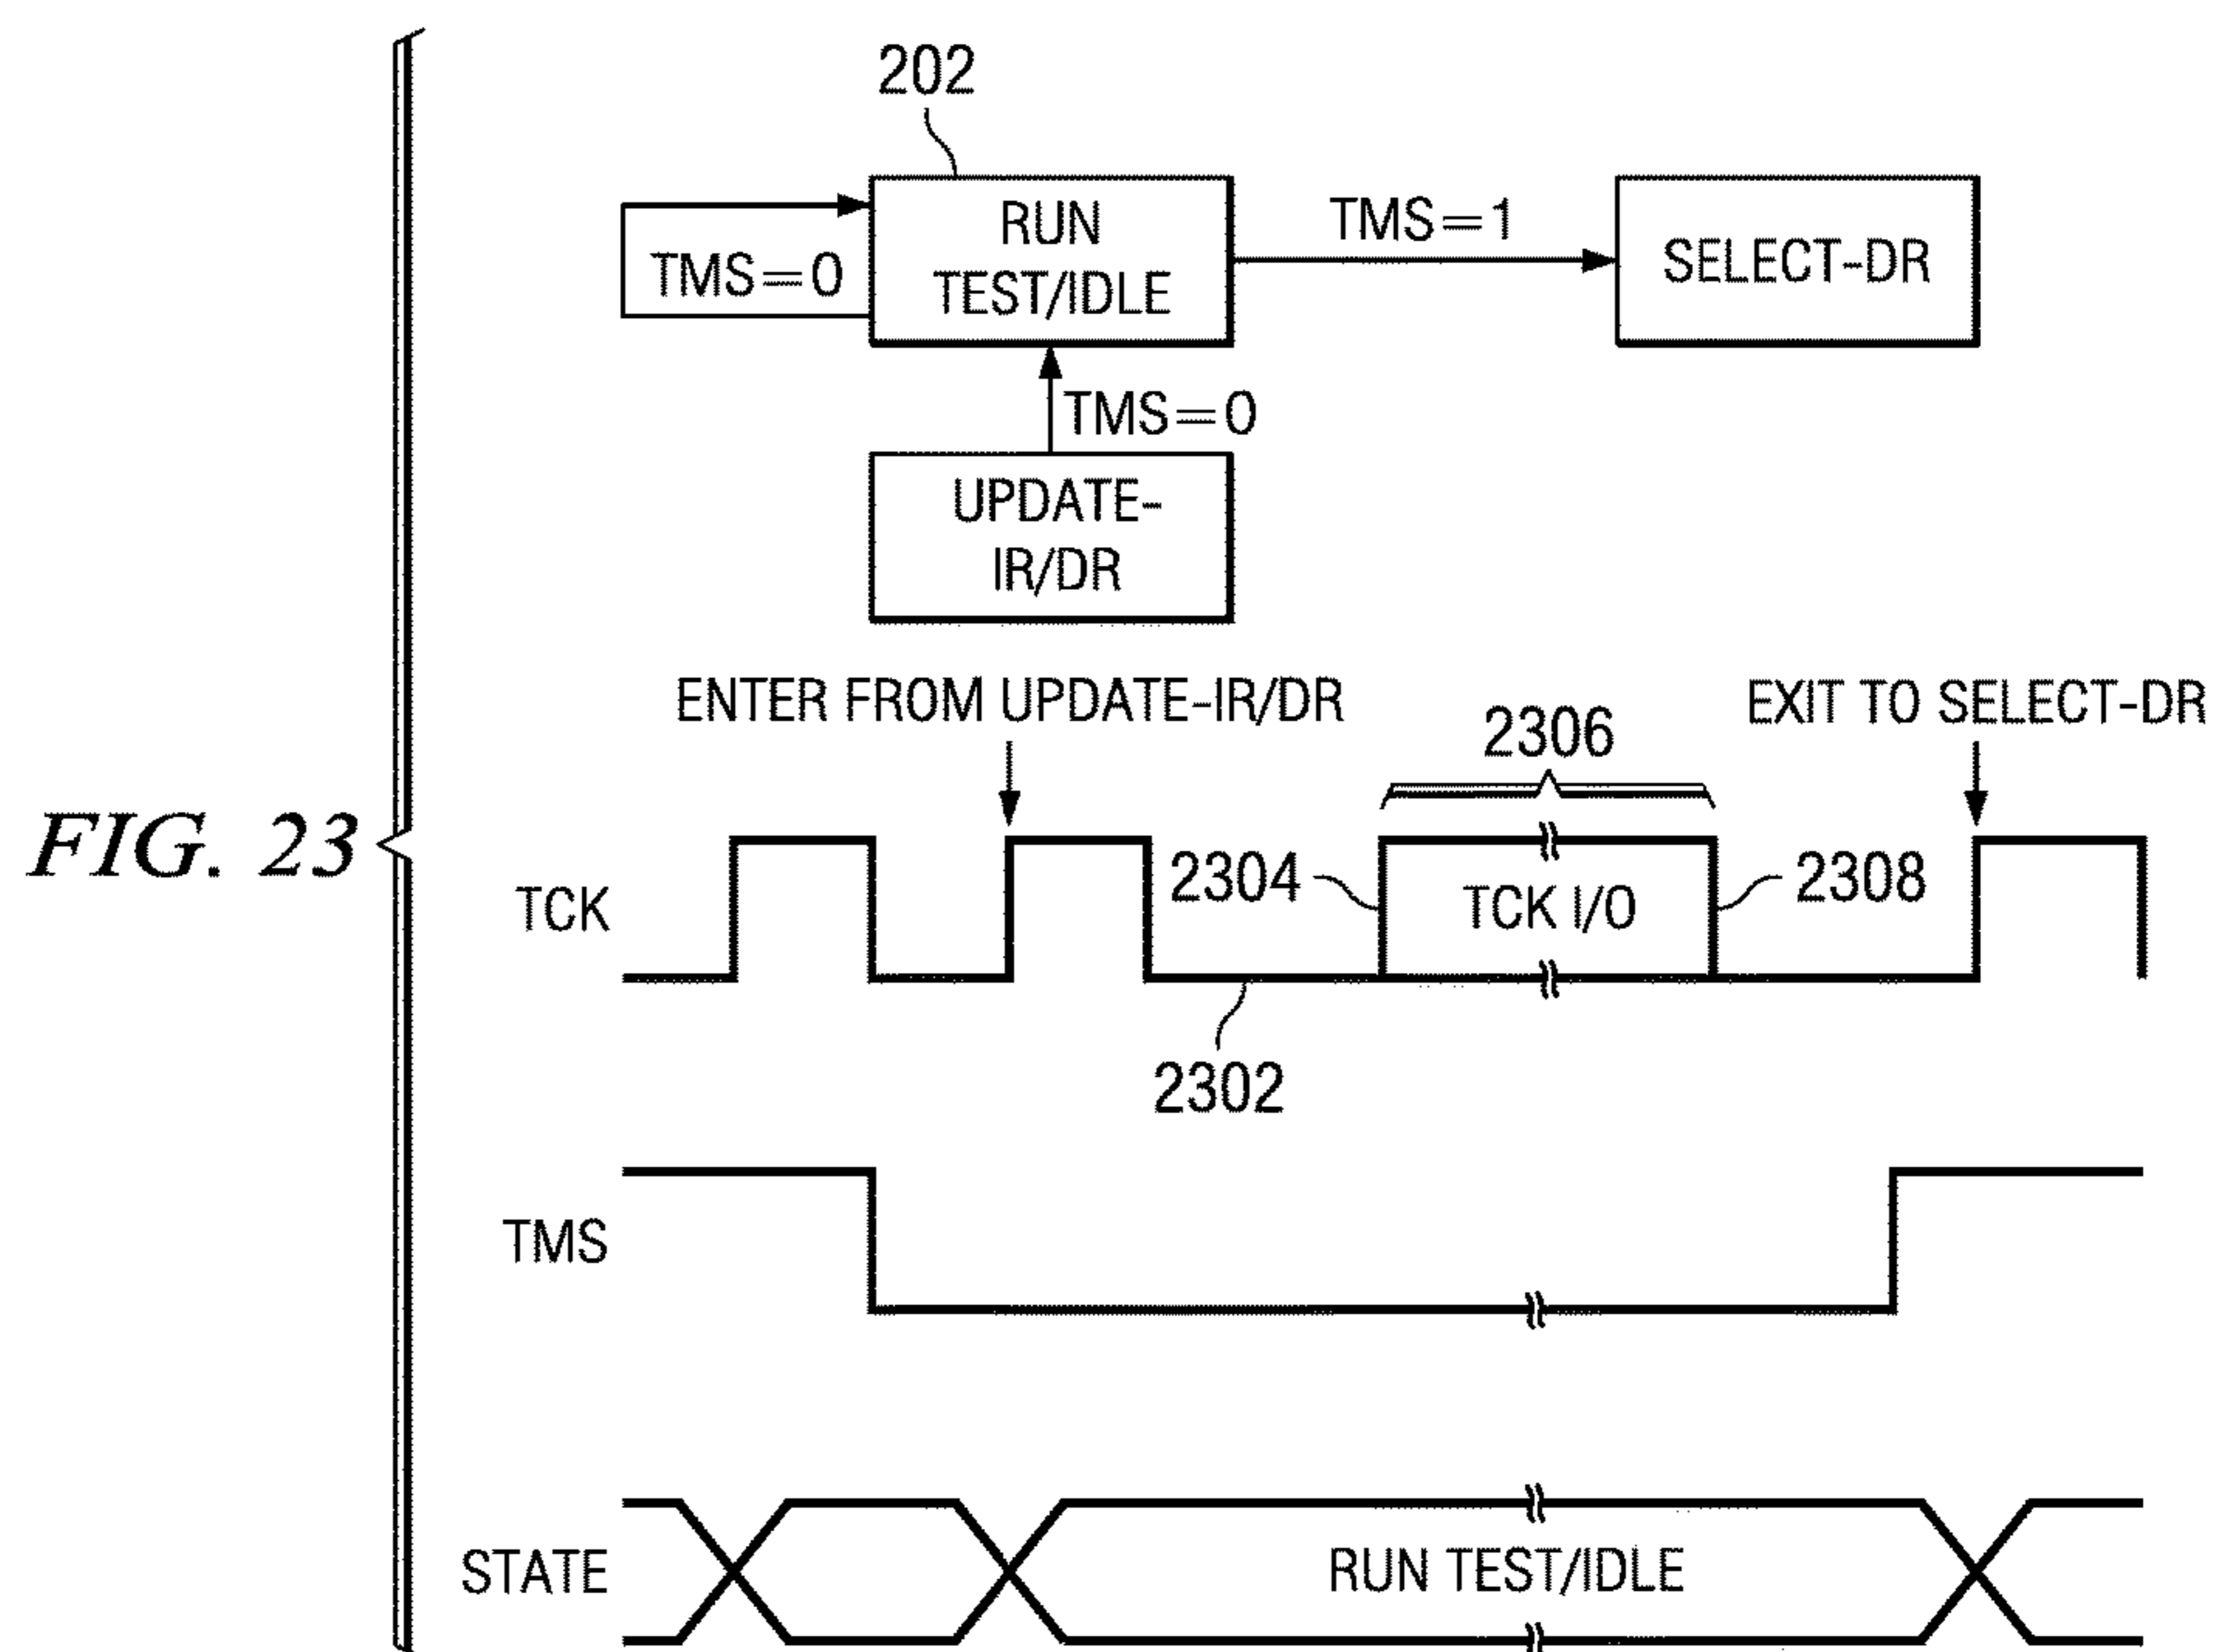 202
RUN
TEST/IDLE
TMS=0
TMS=1
SELECT-DR
TMS=0
UPDATE-
IR/DR
ENTER FROM UPDATE-IR/DR
EXIT TO SELECT-DR
2306
FIG. 23
TCK
2304
TCK I/O
2308
2302
TMS
STATE
RUN TEST/IDLE